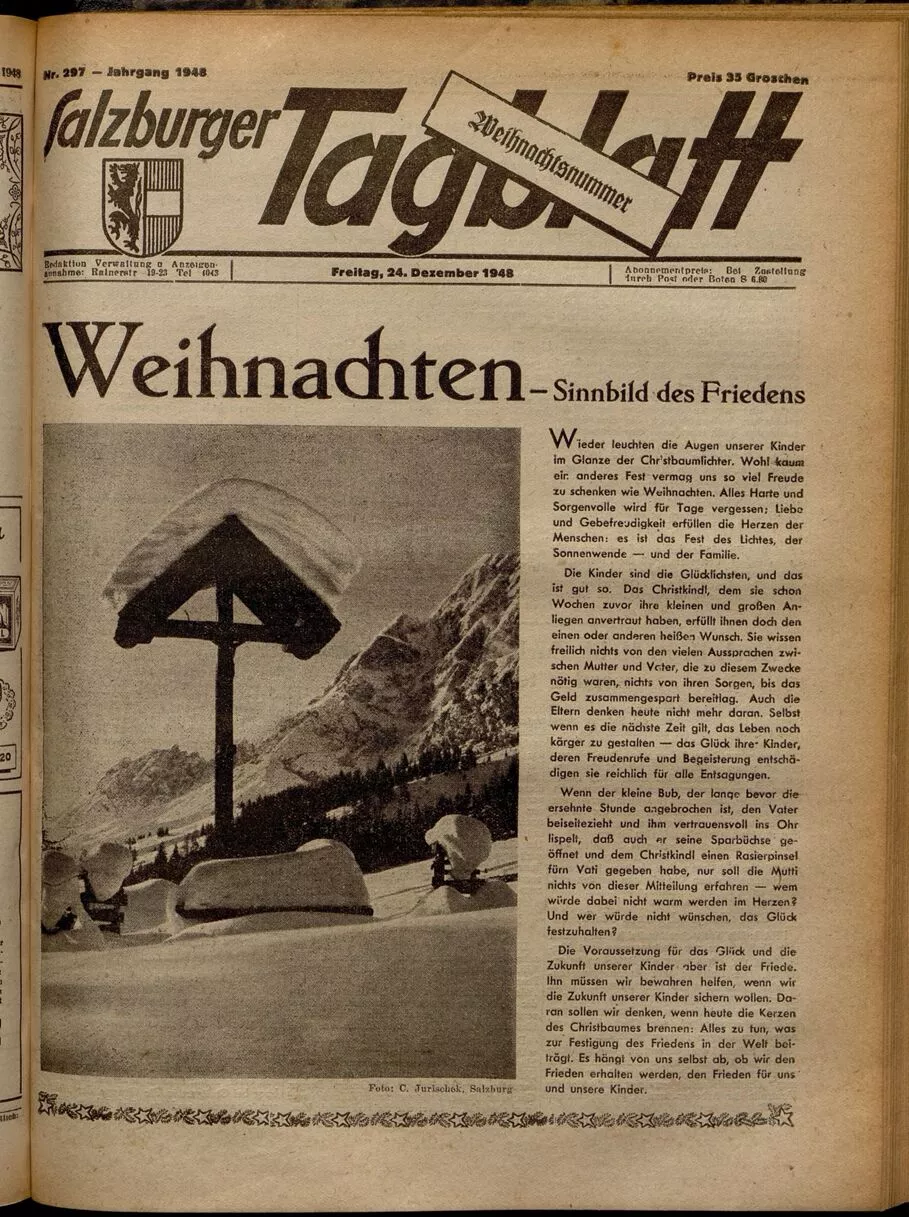 1948
Nr. 297 — Jahrgang 1948
Preis 35 Groschen
Salzburger Tagblatt
Weihnachtsnummer
Redaktion Verwaltung u Anzeigen-
annahme: Rainerstr 19-23 Tel 4043
Freitag, 24. Dezember 1948
Abonnementpreis: Bei Zustellung
durch Post oder Boten S 6.80
Weihnachten – Sinnbild des Friedens
Wieder leuchten die Augen unserer Kinder
im Glanze der Christbaumlichter. Wohl kaum
ein anderes Fest vermag uns so viel Freude
zu schenken wie Weihnachten. Alles Harte und
Sorgenvolle wird für Tage vergessen; Liebe
und Gebefreudigkeit erfüllen die Herzen der
Menschen: es ist das Fest des Lichtes, der
Sonnenwende — und der Familie.
Die Kinder sind die Glücklichsten, und das
ist gut so. Das Christkindl, dem sie schon
Wochen zuvor ihre kleinen und großen An-
liegen anvertraut haben, erfüllt ihnen doch den
einen oder anderen heißen Wunsch. Sie wissen
freilich nichts von den vielen Aussprachen zwi-
schen Mutter und Vater, die zu diesem Zwecke
nötig waren, nichts von ihren Sorgen, bis das
Geld zusammengespart bereitlag. Auch die
Eltern denken heute nicht mehr daran. Selbst
wenn es die nächste Zeit gilt, das Leben noch
kärger zu gestalten — das Glück ihrer Kinder,
deren Freudenrufe und Begeisterung entschä-
digen sie reichlich für alle Entsagungen.
Wenn der kleine Bub, der lange bevor die
ersehnte Stunde angebrochen ist, den Vater
beiseitezieht und ihm vertrauensvoll ins Ohr
lispelt, daß auch er seine Sparbüchse ge-
öffnet und dem Christkindl einen Rasierpinsel
fürn Vati gegeben habe, nur soll die Mutti
nichts von dieser Mitteilung erfahren — wem
würde dabei nicht warm werden im Herzen?
Und wer würde nicht wünschen, das Glück
festzuhalten?
Die Voraussetzung für das Glück und die
Zukunft unserer Kinder aber ist der Friede.
Ihn müssen wir bewahren helfen, wenn wir
die Zukunft unserer Kinder sichern wollen. Da-
ran sollen wir denken, wenn heute die Kerzen
des Christbaumes brennen: Alles zu tun, was
zur Festigung des Friedens in der Welt bei-
trägt. Es hängt von uns selbst ab, ob wir den
Frieden erhalten werden, den Frieden für uns
und unsere Kinder.
Foto: C. Jurischek, Salzburg
20